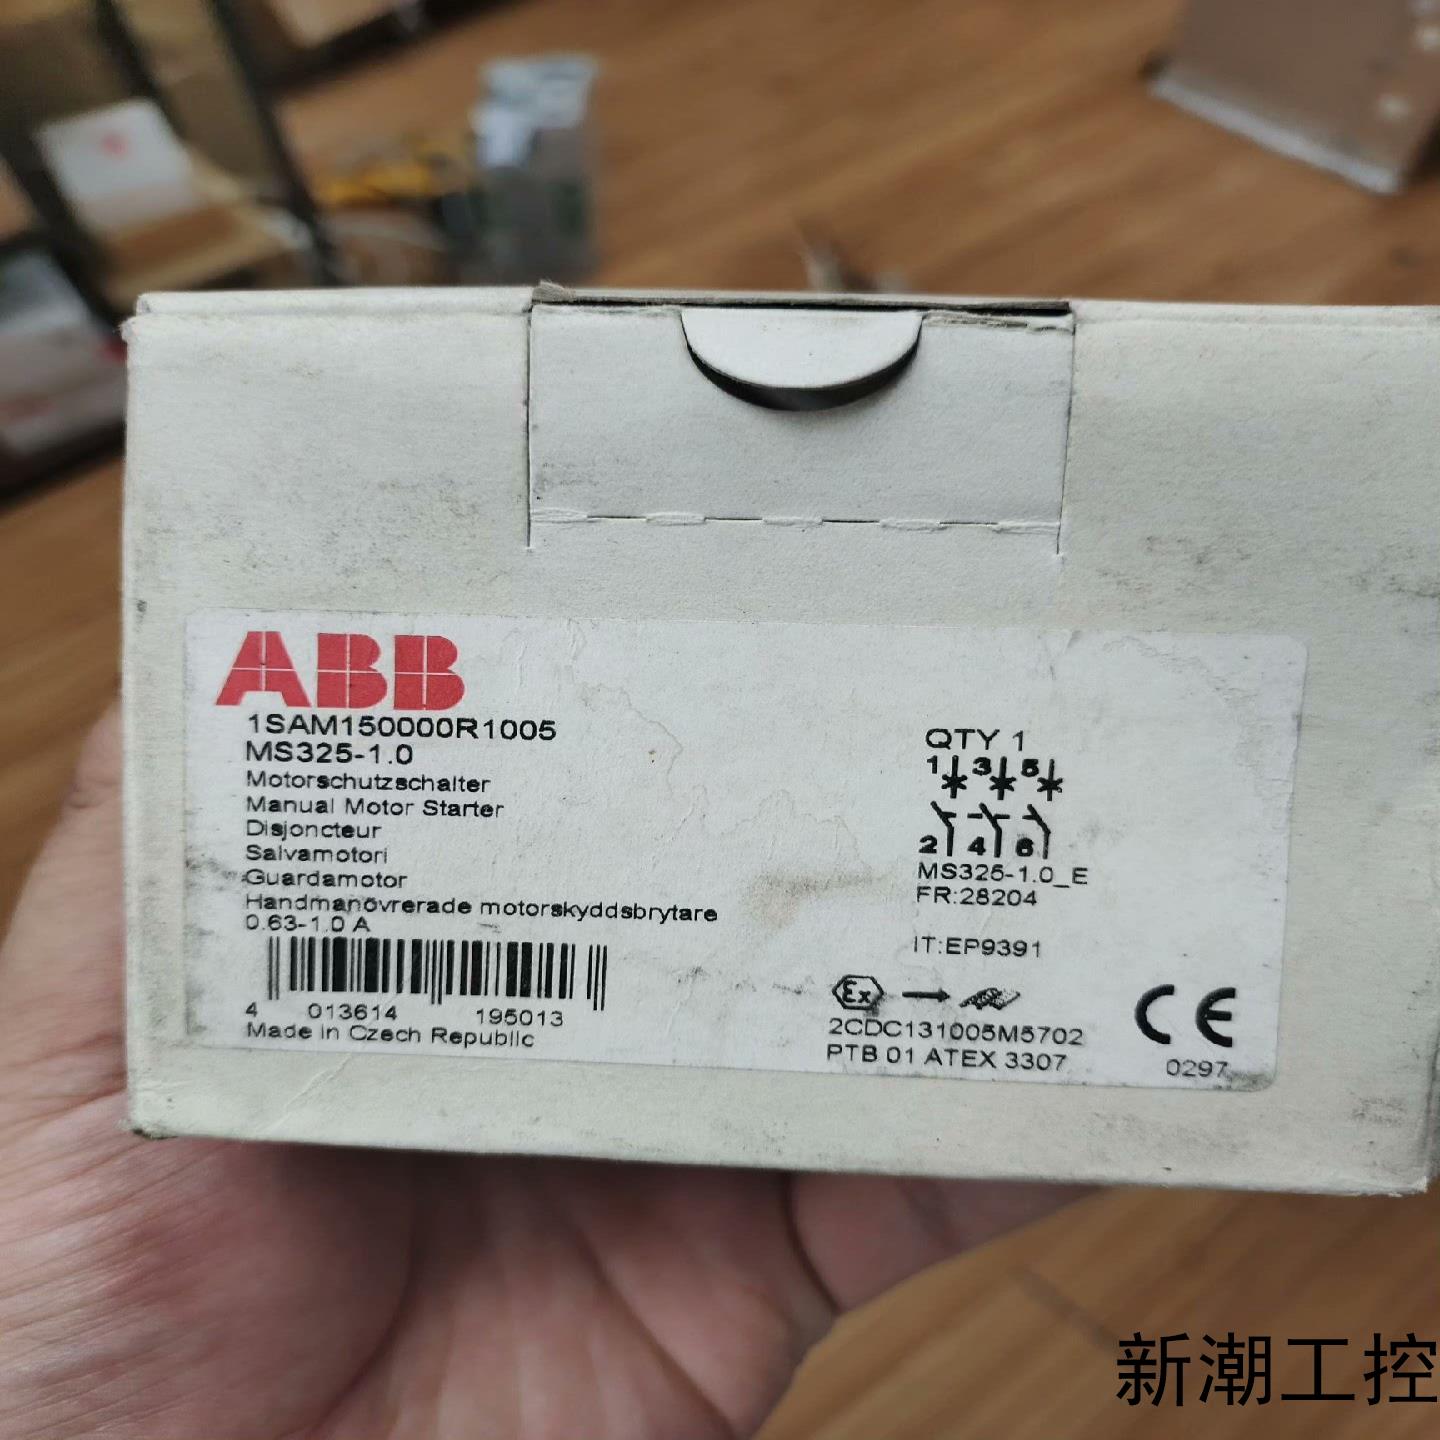 ABB
1SAM150000R1005
MS325-1.0
Motorschutzschalter
Manual Motor Starter
Disjoncteur
Salvamotori
Guardamotor
Handmanövrerade motorskyddsbrytare
0.63-1.0 A
4 013614 195013
Made in Czech Republic
QTY 1
1 3 5
2 4 6
MS325-1.0_E
FR:28204
IT:EP9391
Ex
2CDC131005M5702
PTB 01 ATEX 3307
CE
0297
新潮工控